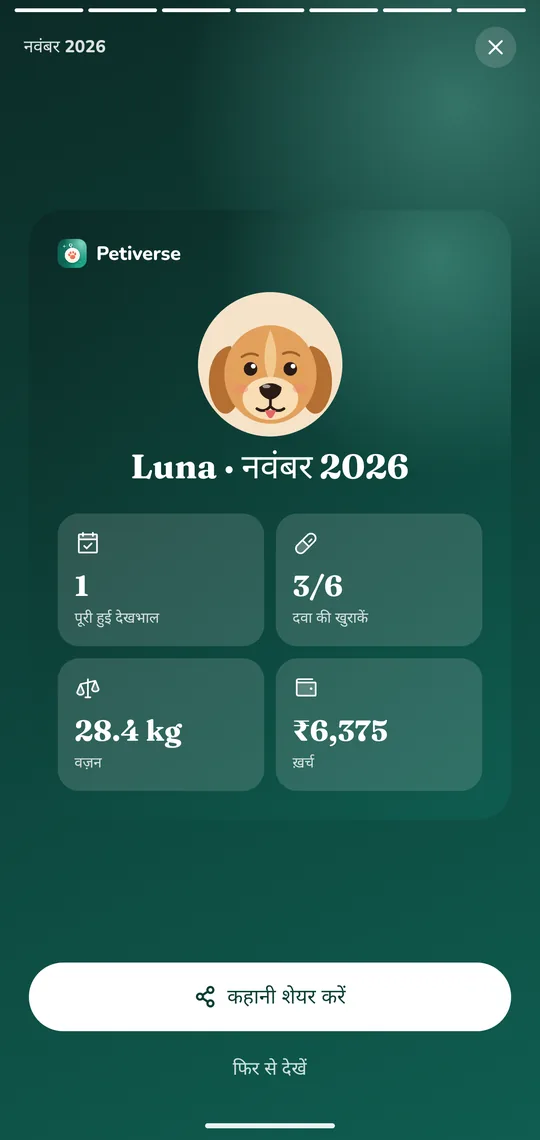 नवंबर 2026
Petiverse
Luna • नवंबर 2026
1
पूरी हुई देखभाल
3/6
दवा की खुराकें
28.4 kg
वज़न
₹6,375
ख़र्च
कहानी शेयर करें
फिर से देखें